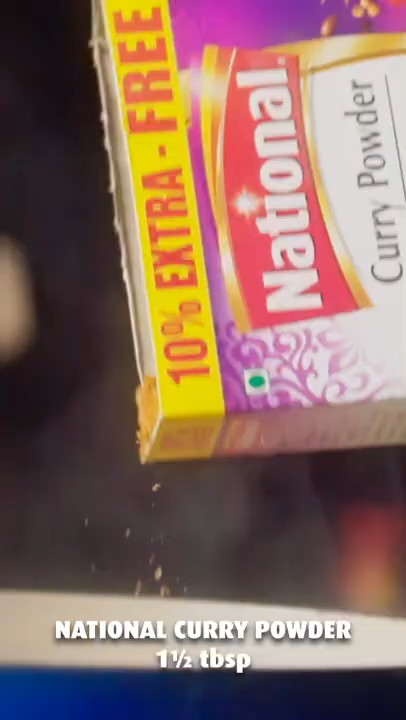 10% EXTRA - FREE
National
Curry Powder
NATIONAL CURRY POWDER
1½ tbsp